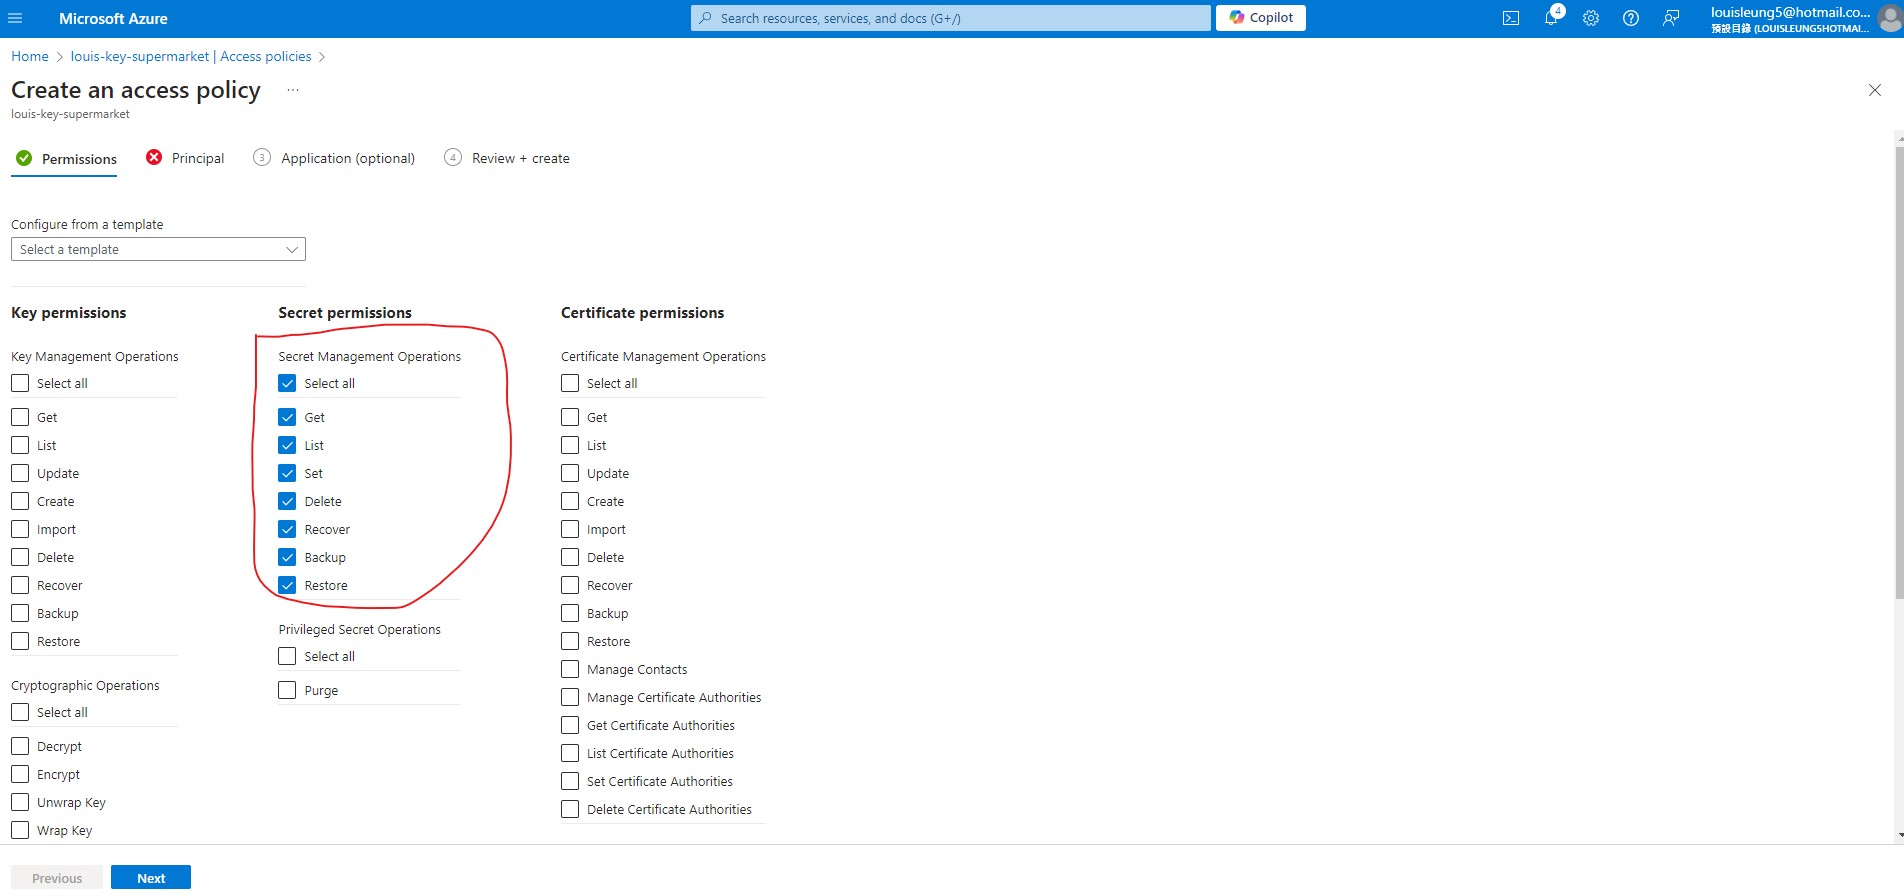 Microsoft Azure
Search resources, services, and docs (G+/)
Copilot
4
louisleung5@hotmail.co...
預設目錄 (LOUISLEUNG5HOTMAI...
Home > louis-key-supermarket | Access policies >
Create an access policy ...
louis-key-supermarket
Permissions
Principal
3 Application (optional)
4 Review + create
Configure from a template
Select a template
Key permissions
Key Management Operations
Select all
Get
List
Update
Create
Import
Delete
Recover
Backup
Restore
Cryptographic Operations
Select all
Decrypt
Encrypt
Unwrap Key
Wrap Key
Secret permissions
Secret Management Operations
Select all
Get
List
Set
Delete
Recover
Backup
Restore
Privileged Secret Operations
Select all
Purge
Certificate permissions
Certificate Management Operations
Select all
Get
List
Update
Create
Import
Delete
Recover
Backup
Restore
Manage Contacts
Manage Certificate Authorities
Get Certificate Authorities
List Certificate Authorities
Set Certificate Authorities
Delete Certificate Authorities
Previous
Next